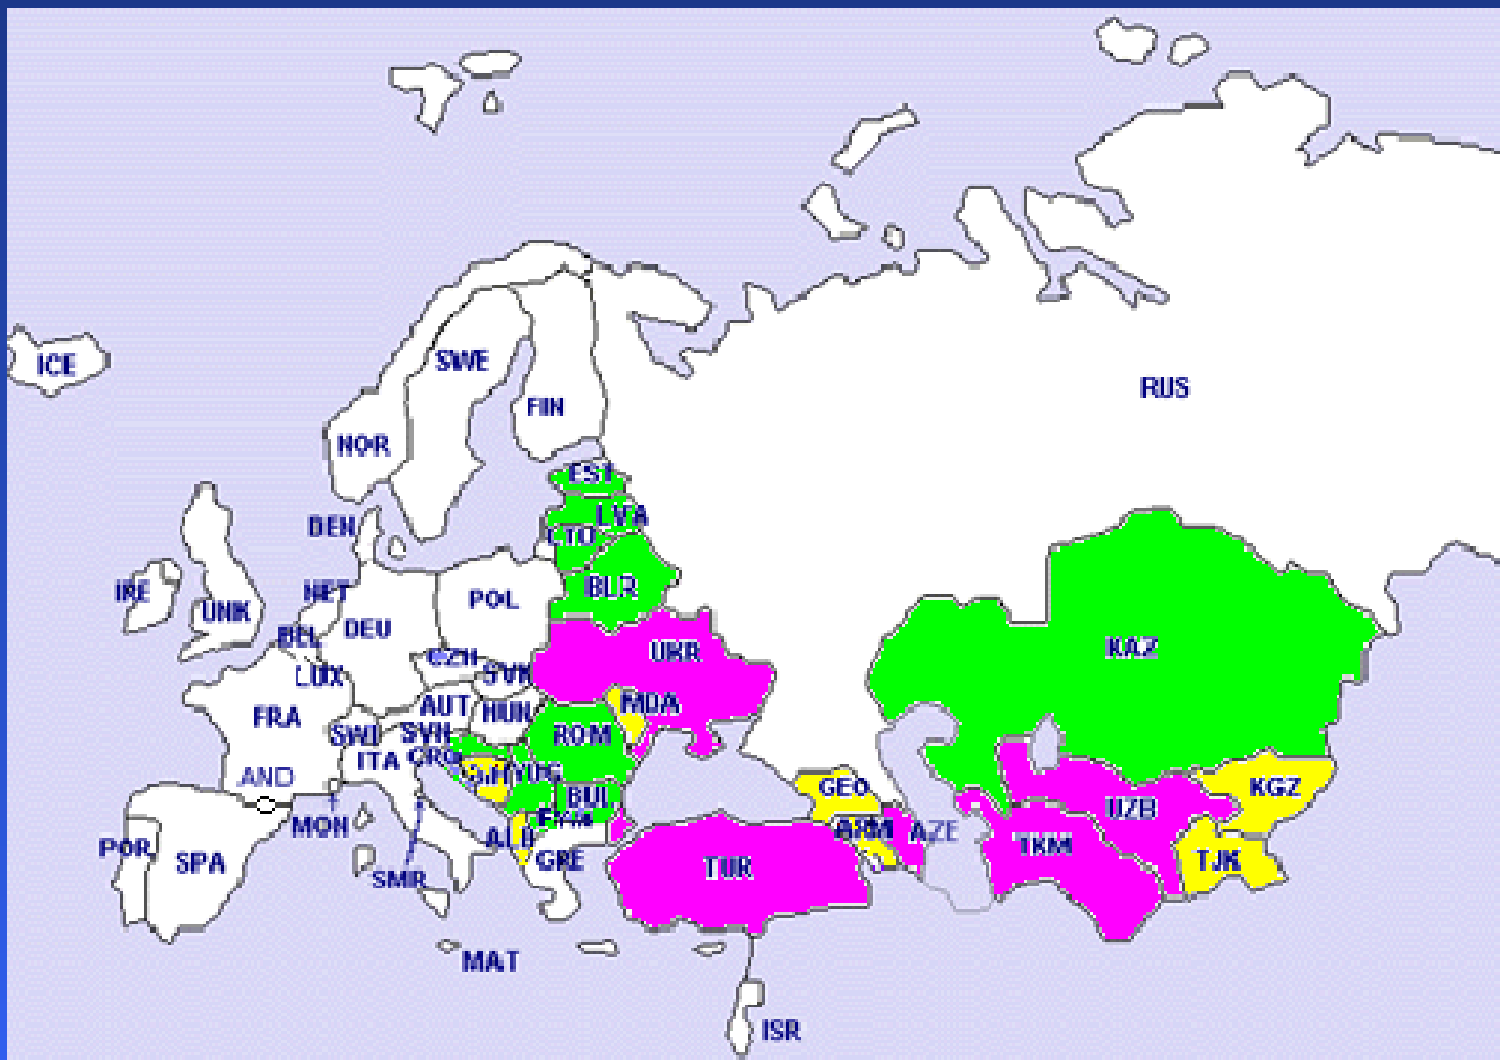 ICE
SWE
RUS
FIN
NOR
EST
LVA
DEN
LTO
BLR
IRE
NET
POL
UNK
DEU
BEL
UKR
KAZ
CZH
SVK
LUX
MDA
AUT
HUN
FRA
SWI
SVN
ROM
CRO
ITA
YUG
AND
GEO
KGZ
BUL
UZB
MON
ARM
AZE
ALB
TKM
POR
SPA
GRE
TUR
TJK
SMR
MAT
ISR